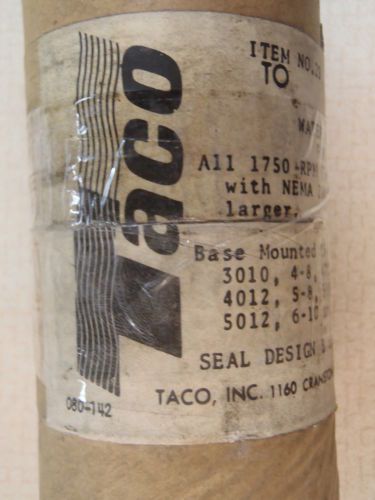 Taco
ITEM NO.
TO
WATER
All 1750 RPM
with NEMA
larger.
Base Mounted
3010, 4-8,
4012, 5-8,
5012, 6-10
SEAL DESIGN &
TACO, INC. 1160 CRANSTON
080-142